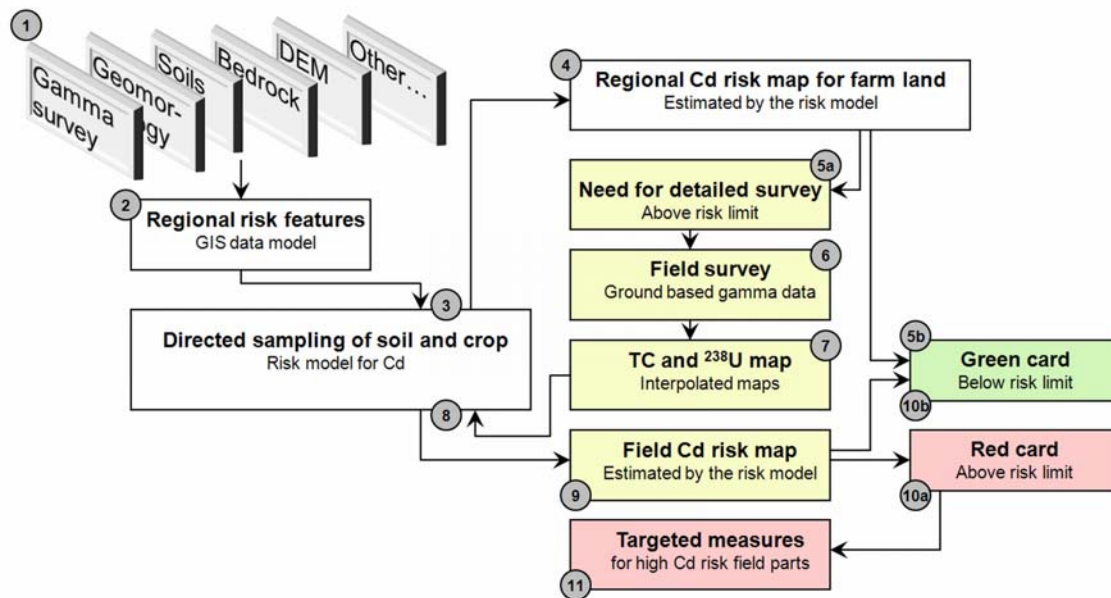 1
Gamma
survey
Geomor-
ogy
Soils
Bedrock
DEM
Other...
2
Regional risk features
GIS data model
3
Directed sampling of soil and crop
Risk model for Cd
8
4
Regional Cd risk map for farm land
Estimated by the risk model
5a
Need for detailed survey
Above risk limit
6
Field survey
Ground based gamma data
7
TC and ²³⁸U map
Interpolated maps
9
Field Cd risk map
Estimated by the risk model
5b
Green card
Below risk limit
10b
Red card
Above risk limit
10a
Targeted measures
for high Cd risk field parts
11